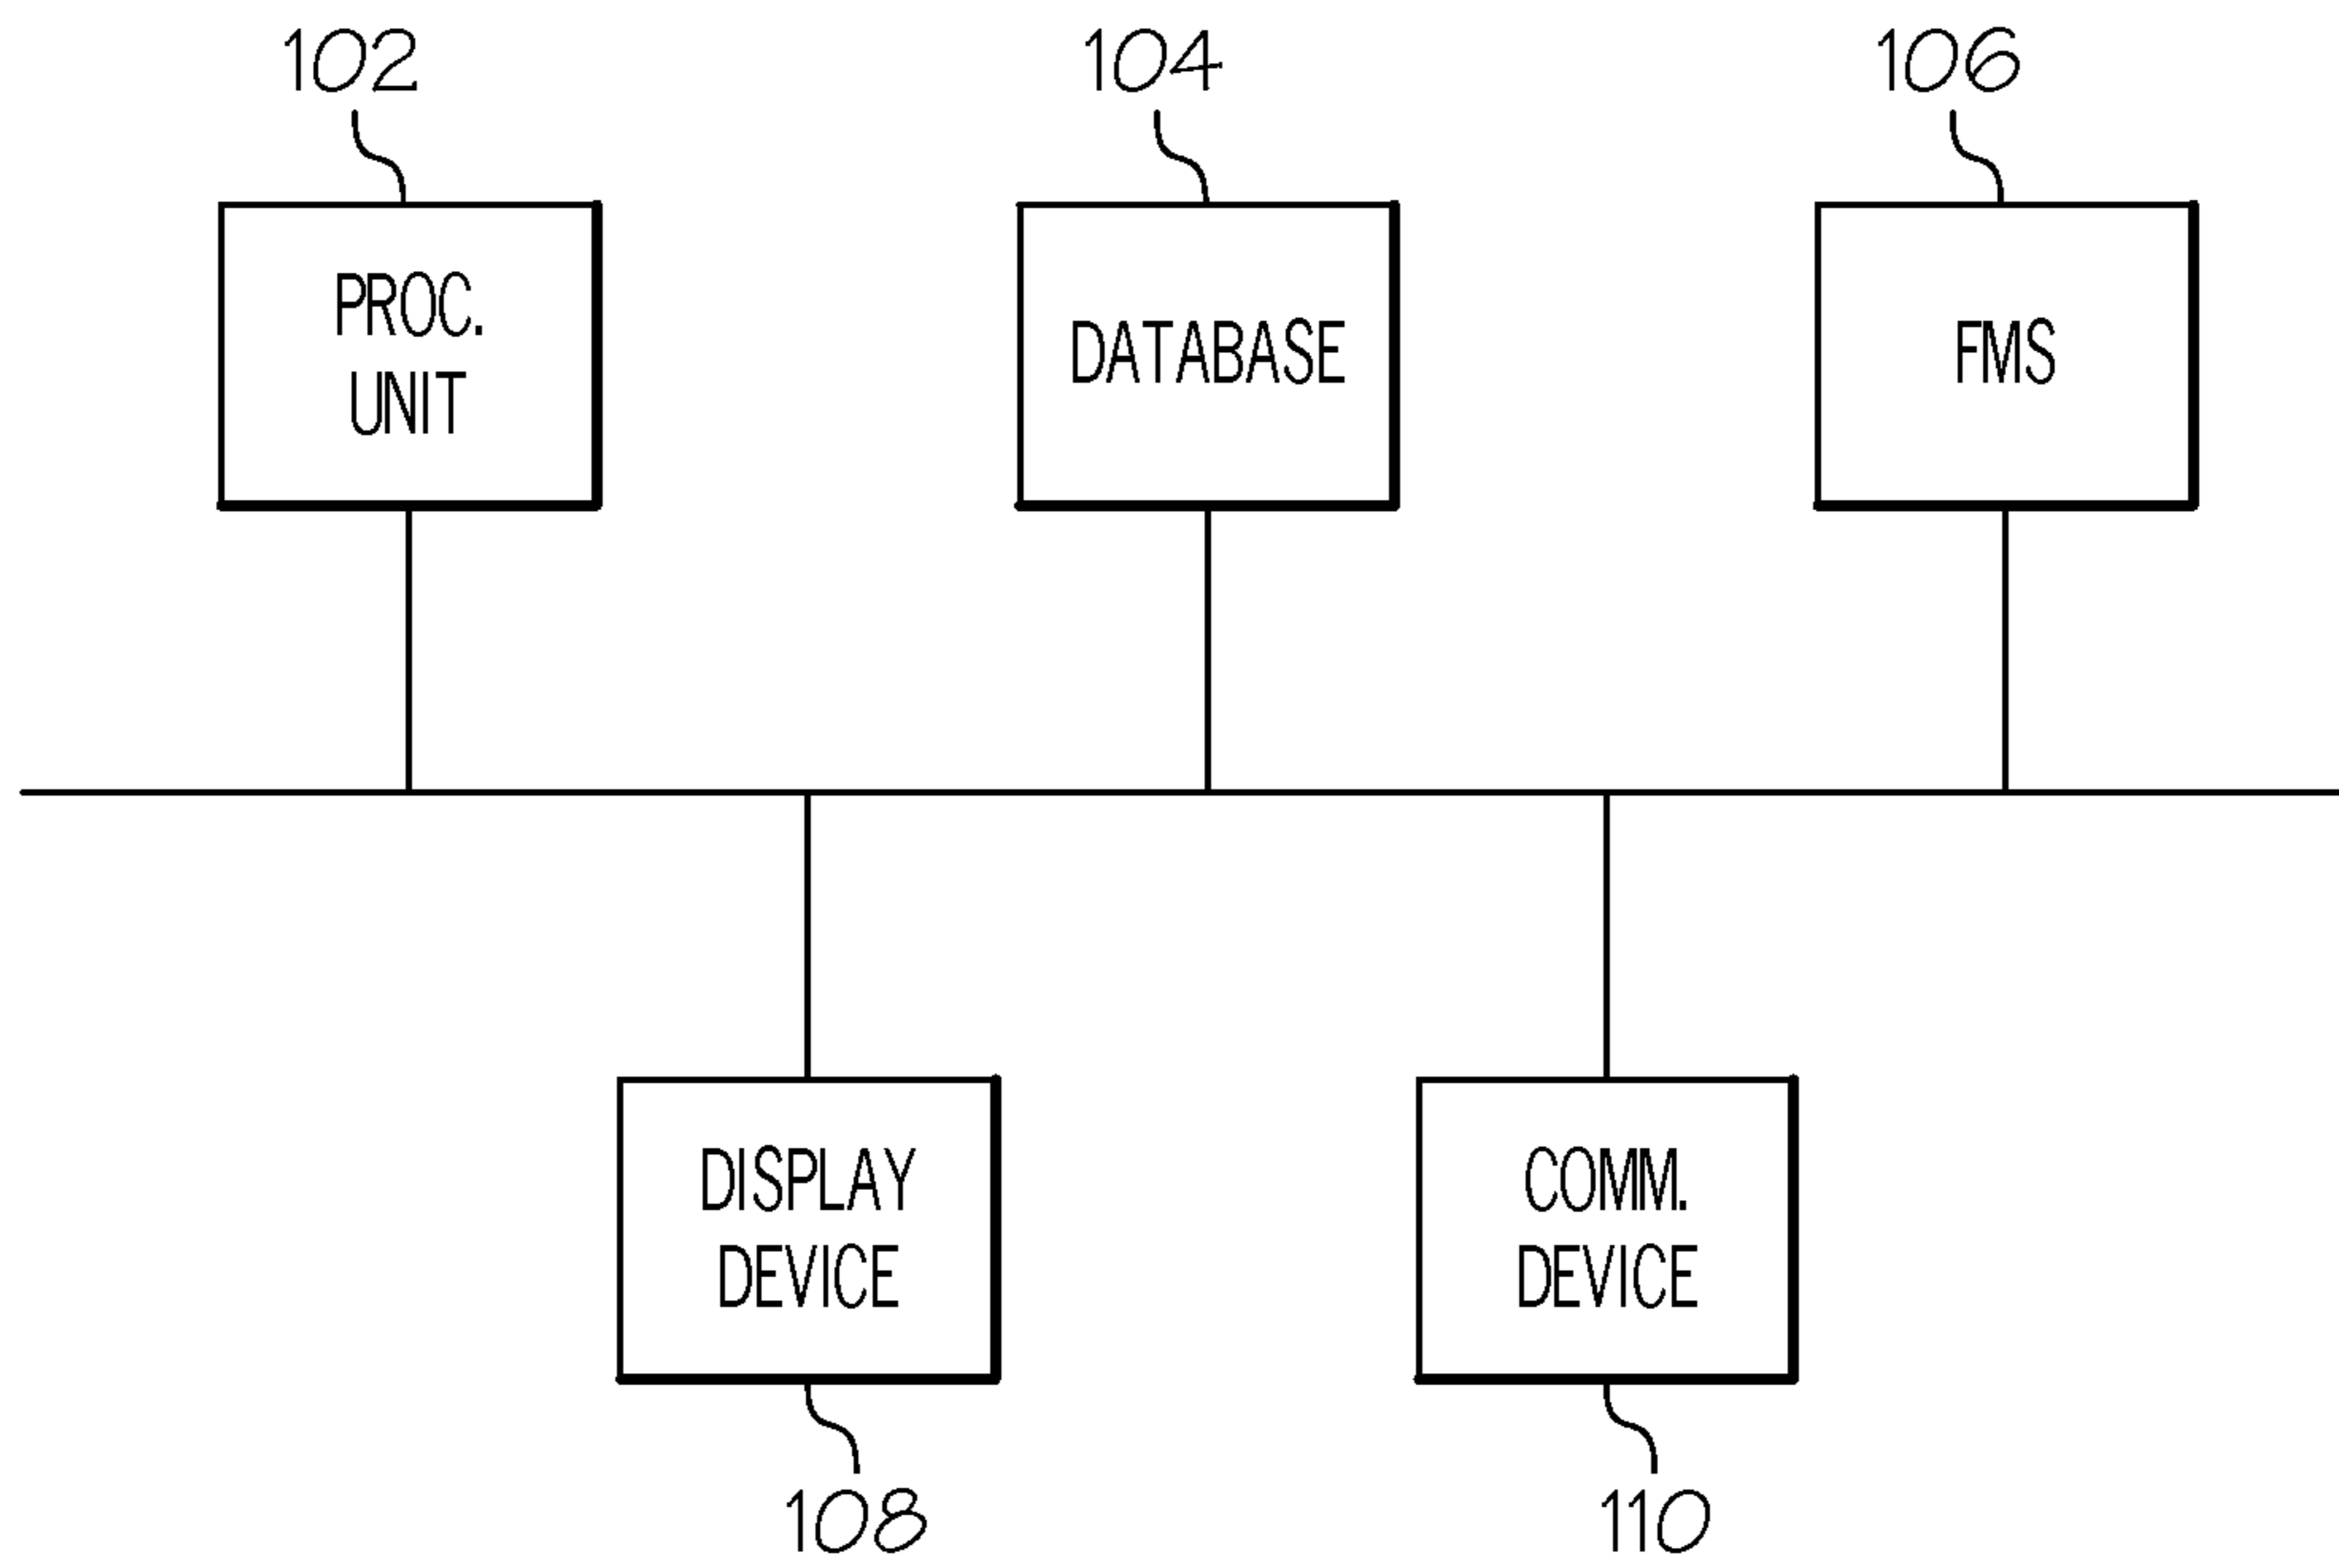 102
104
106
PROC.
UNIT
DATABASE
FMS
DISPLAY
DEVICE
COMM.
DEVICE
108
110